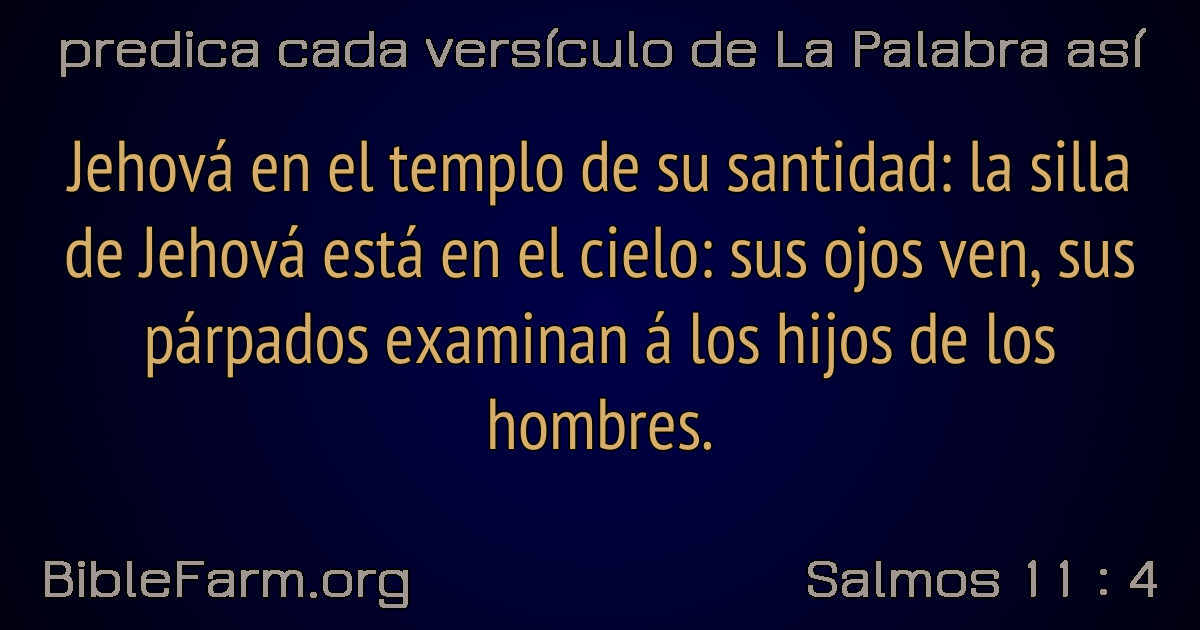 predica cada versículo de La Palabra así
Jehová en el templo de su santidad: la silla
de Jehová está en el cielo: sus ojos ven, sus
párpados examinan á los hijos de los
hombres.
BibleFarm.org
Salmos 11 : 4